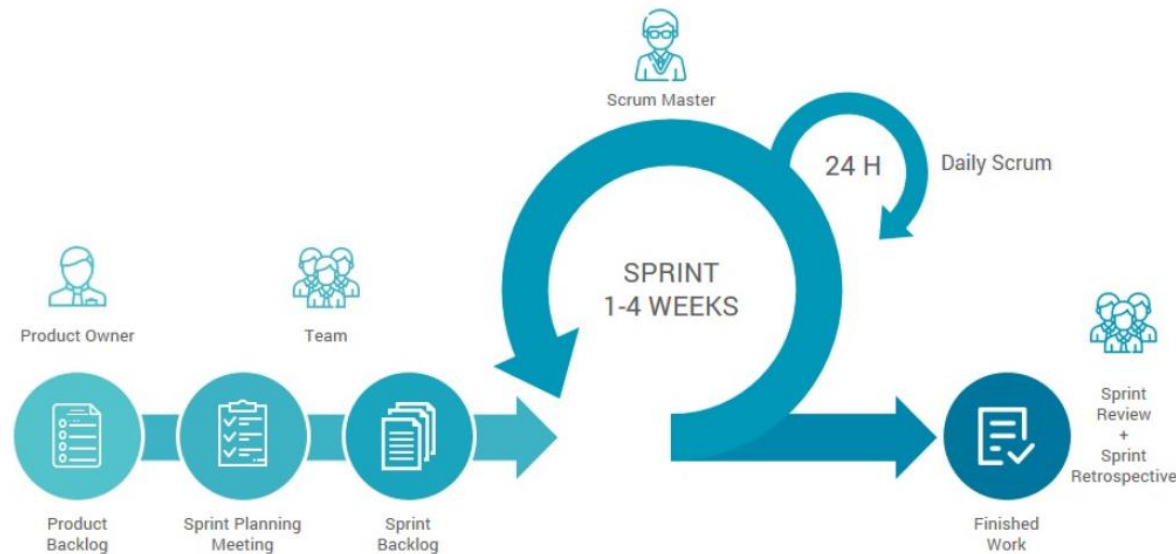 Scrum Master
24 H
Daily Scrum
SPRINT
1-4 WEEKS
Product Owner
Team
Sprint
Review
+
Sprint
Retrospective
Product
Backlog
Sprint Planning
Meeting
Sprint
Backlog
Finished
Work